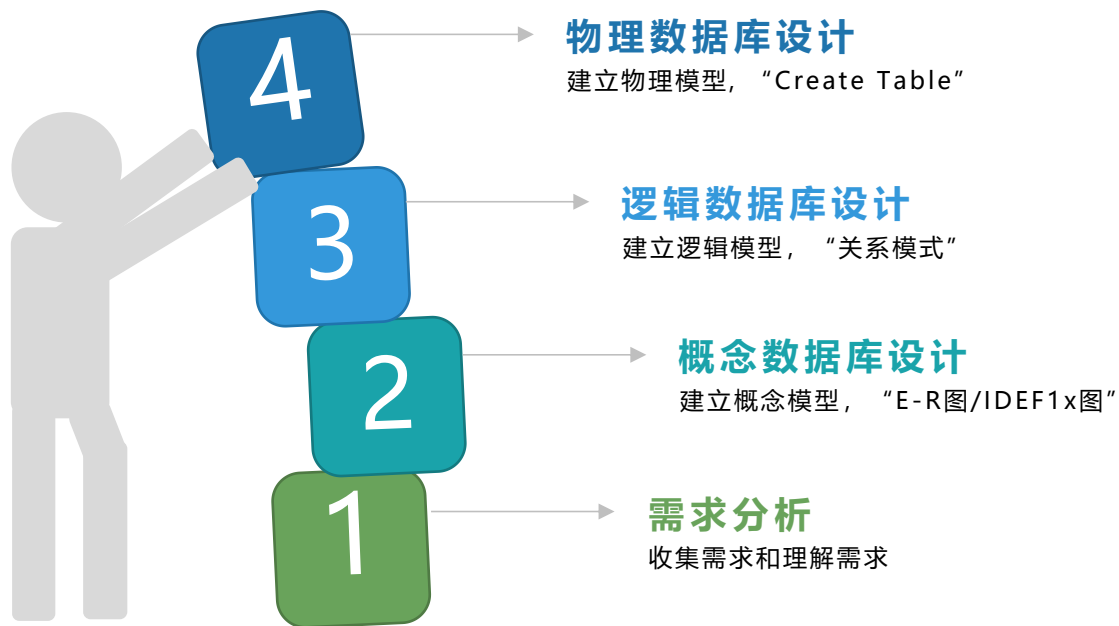 4
物理数据库设计
建立物理模型，“Create Table”
3
逻辑数据库设计
建立逻辑模型，“关系模式”
2
概念数据库设计
建立概念模型，“E-R图/IDEF1x图”
1
需求分析
收集需求和理解需求